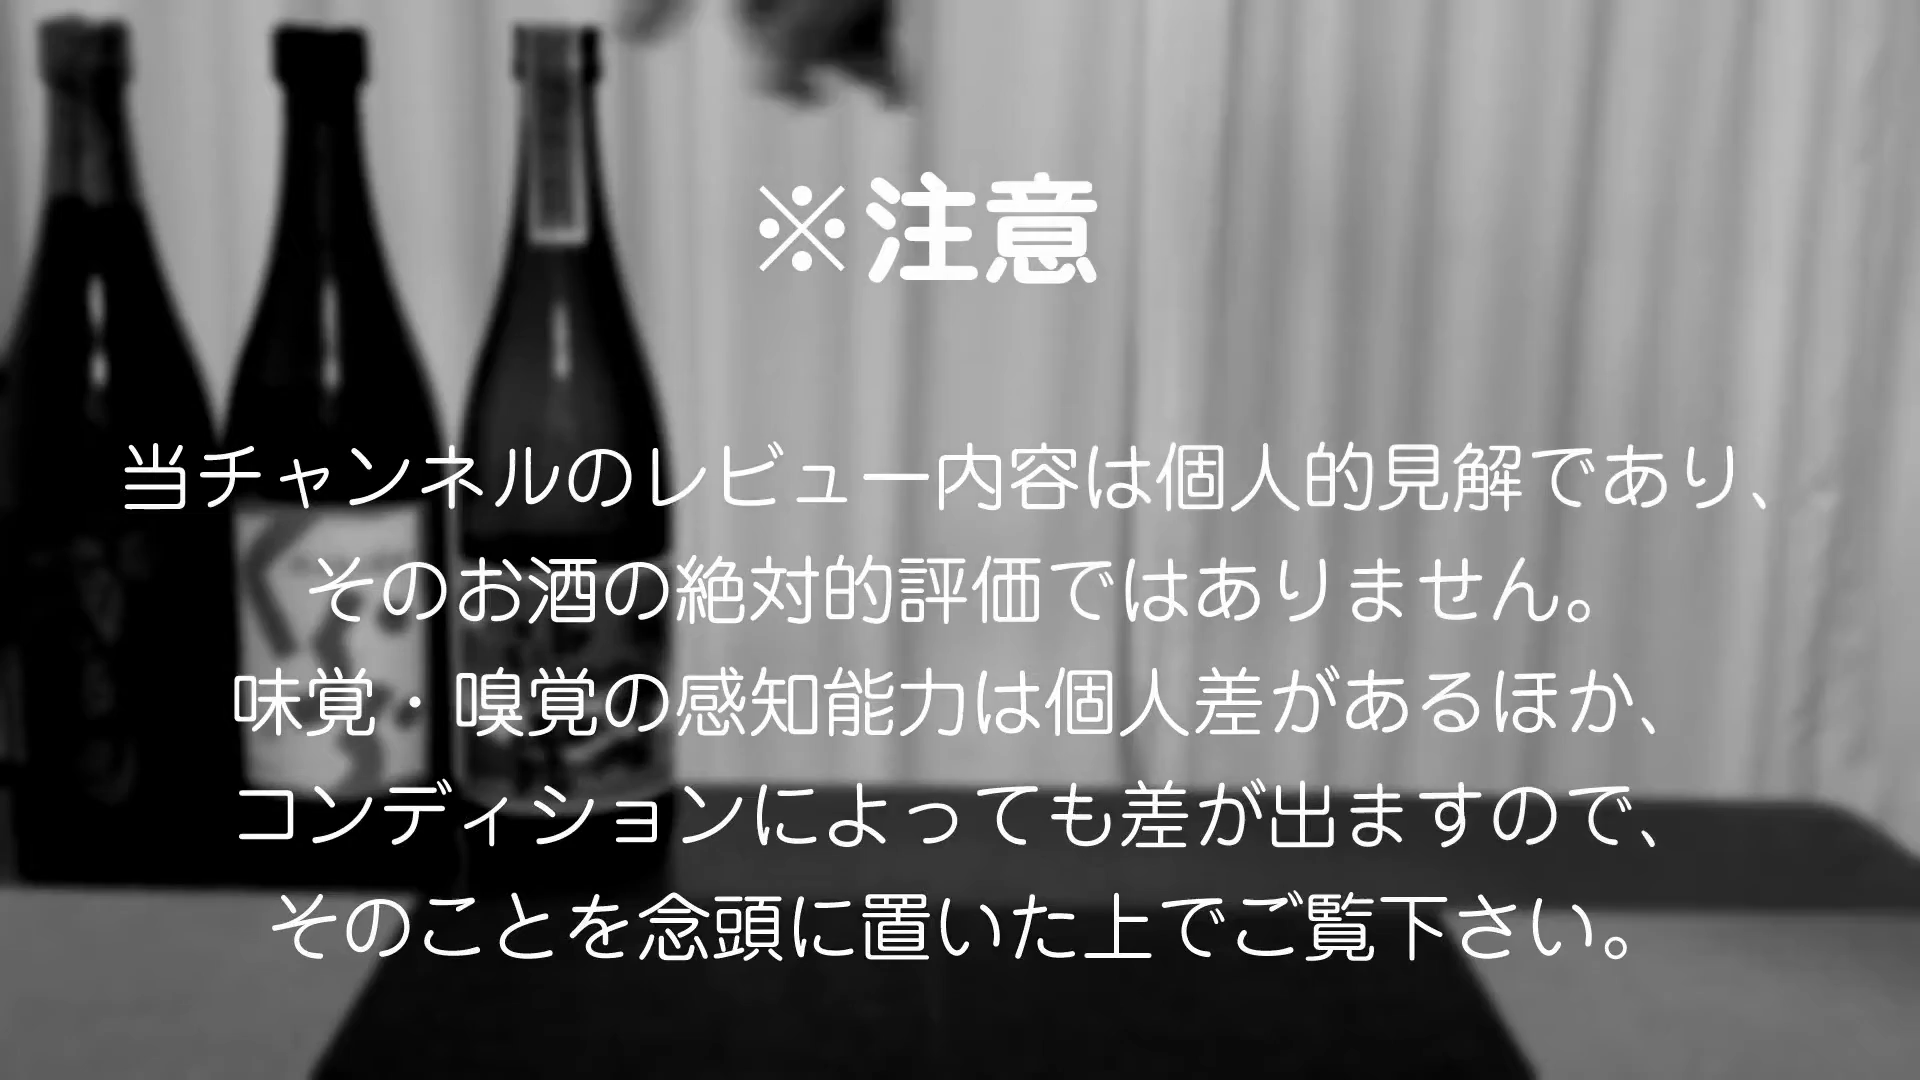 ※注意
当チャンネルのレビュー内容は個人的見解であり、
そのお酒の絶対的評価ではありません。
味覚・嗅覚の感知能力は個人差があるほか、
コンディションによっても差が出ますので、
そのことを念頭に置いた上でご覧下さい。